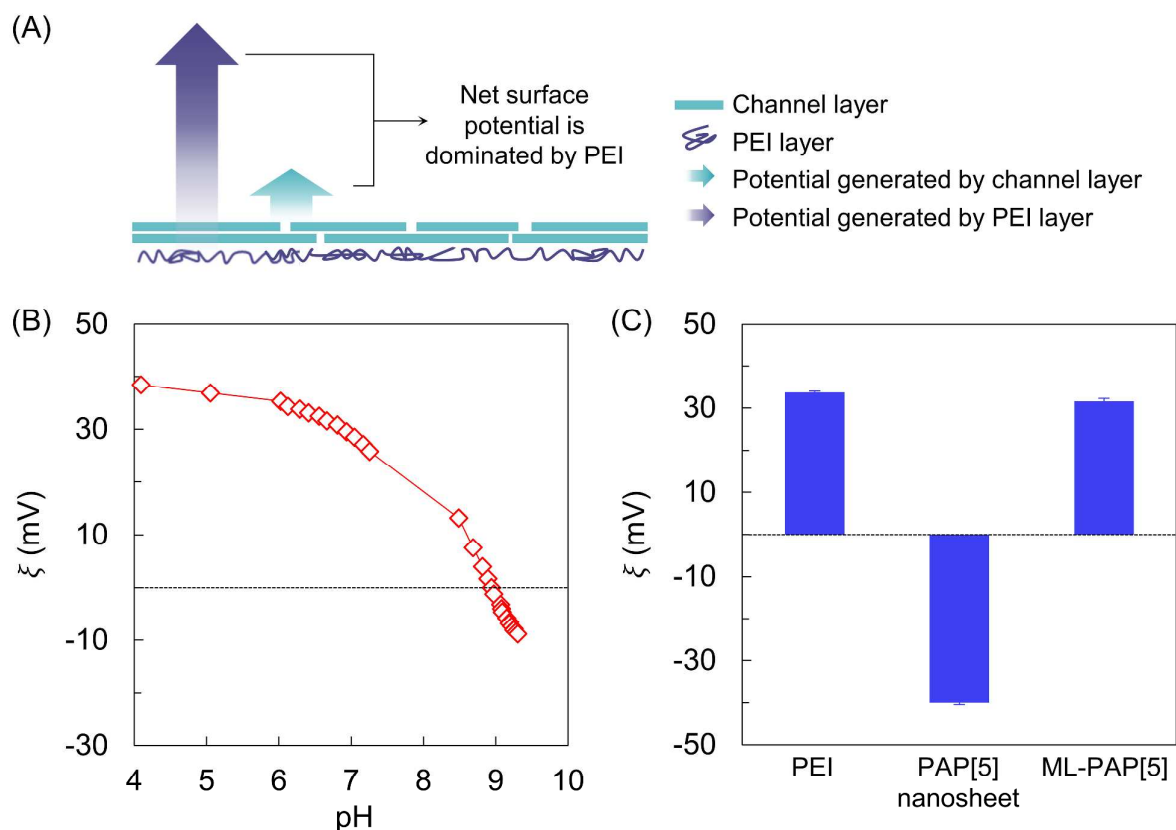 (A)
Net surface
potential is
dominated by PEI
Channel layer
PEI layer
Potential generated by channel layer
Potential generated by PEI layer
(B)
50
30
10
-10
-30
ξ (mV)
4 5 6 7 8 9 10
pH
(C)
50
30
10
-10
-30
-50
ξ (mV)
PEI PAP[5] ML-PAP[5]
nanosheet